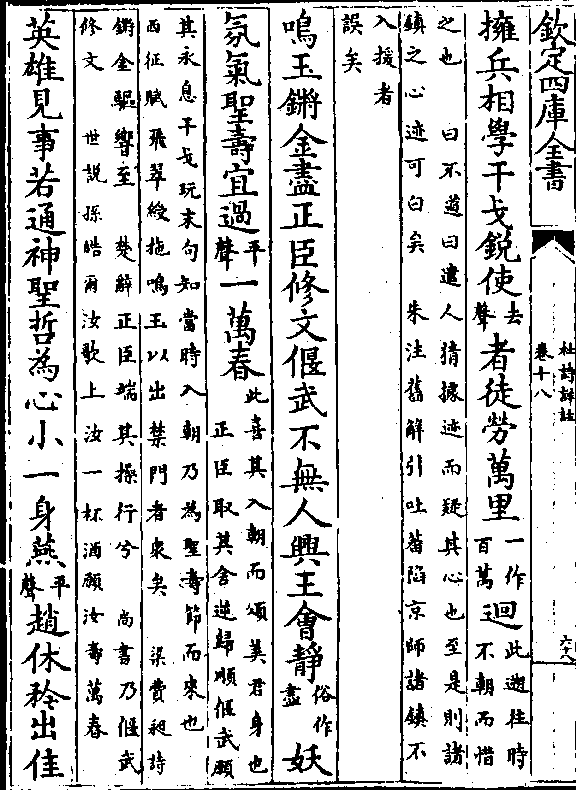 欽定四庫全書
杜詩詳註
卷十八
六十八
擁兵相學干戈鋭使去聲者徒勞萬里一作百萬迴此遡往時不朝而惜
之也 曰不道曰遣人猜據迹而疑其心也至是則諸
鎮之心迹可白矣 朱注舊解引吐蕃陷京師諸鎮不
入援者
誤矣
鳴玉鏘金盡正臣修文偃武不無人興王會靜俗作盡妖
氛氣聖壽宜過平聲一萬春此喜其入朝而頌美君身也正臣取其舍逆歸順偃武願
其永息干戈玩末句知當時入朝乃為聖壽節而來也
西征賦飛翠緌拖鳴玉以出禁門者衆矣 梁費昶詩
鏘金驅響至 楚辭正臣端其操行兮 尚書乃偃武
修文 世説孫皓爾汝歌上汝一杯酒願汝壽萬春
英雄見事若通神聖哲為心小一身燕平聲趙休矜出佳